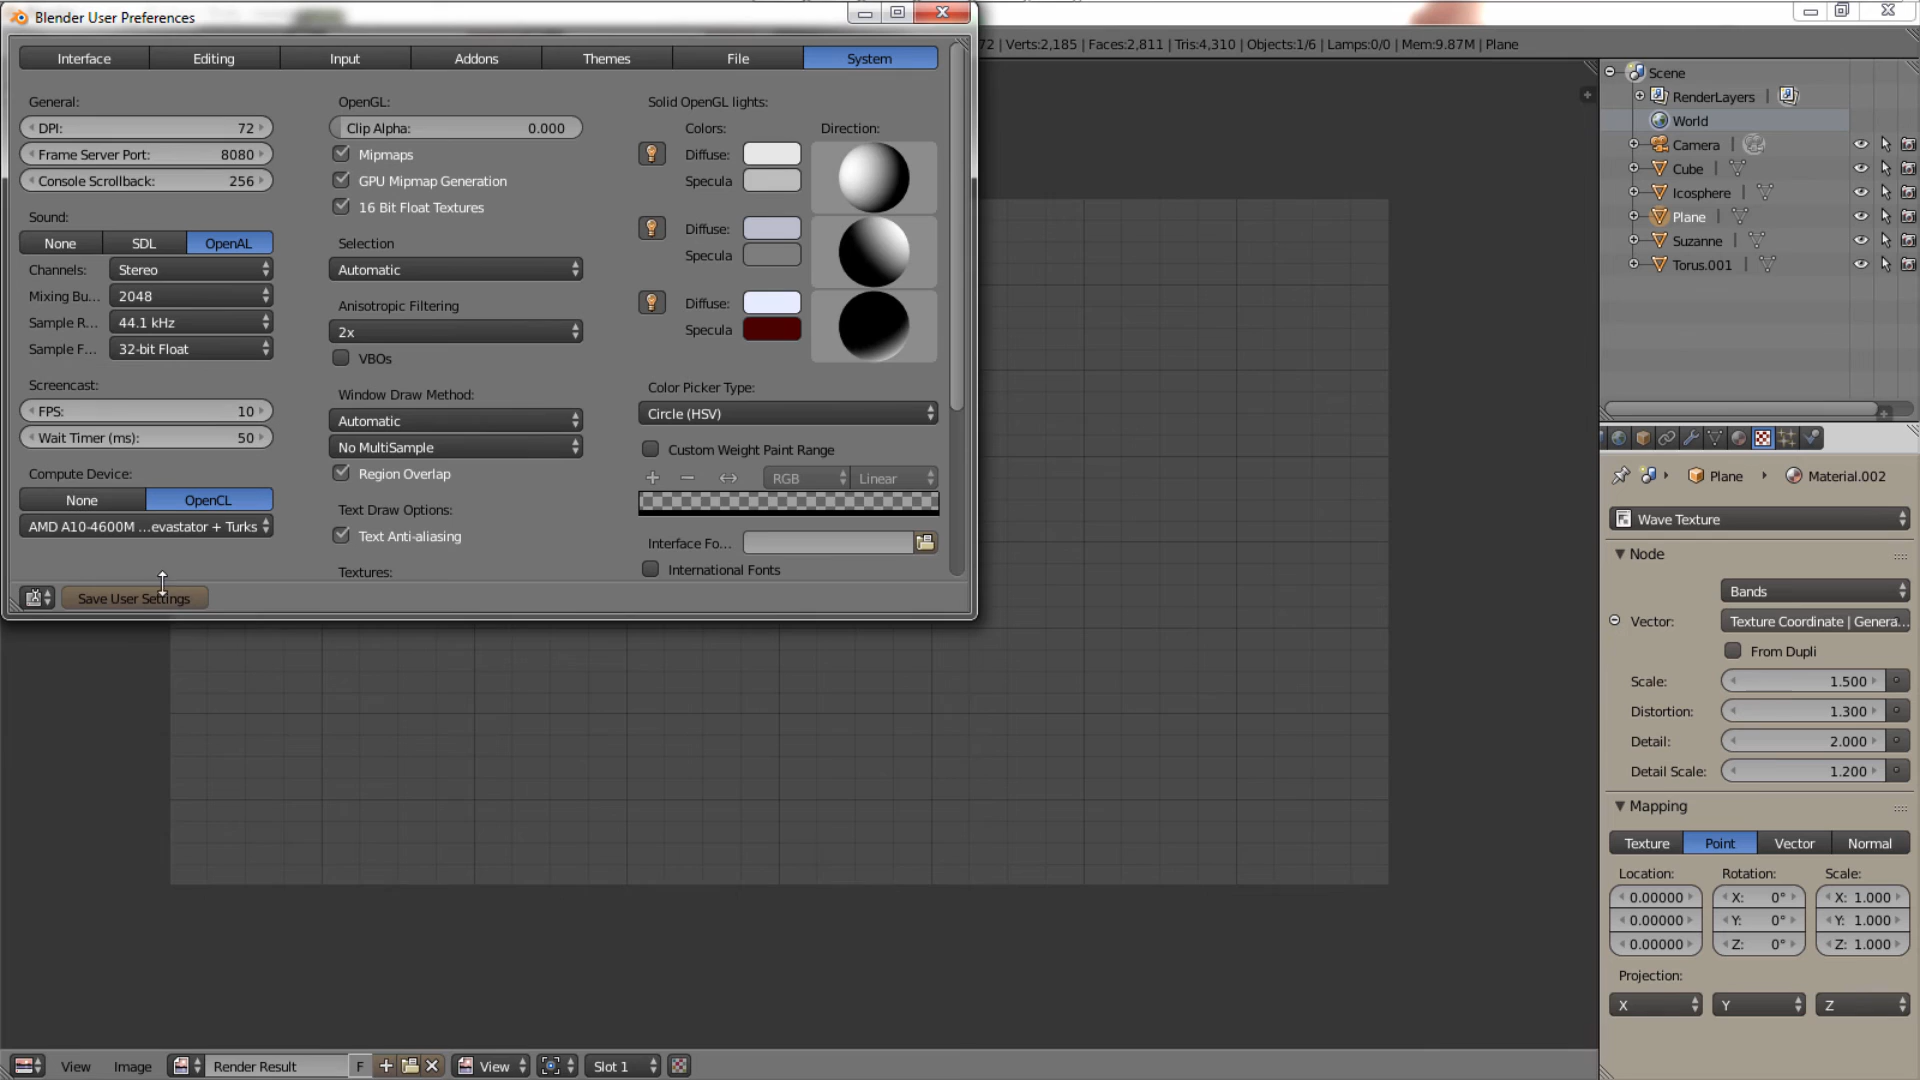 Blender User Preferences
Interface
Editing
Input
Addons
Themes
File
System
72 | Verts:2,185 | Faces:2,811 | Tris:4,310 | Objects:1/6 | Lamps:0/0 | Mem:9.87M | Plane
General:
DPI: 72
Frame Server Port: 8080
Console Scrollback: 256
Sound:
None
SDL
OpenAL
Channels: Stereo
Mixing Bu... 2048
Sample R... 44.1 kHz
Sample F... 32-bit Float
Screencast:
FPS: 10
Wait Timer (ms): 50
Compute Device:
None
OpenCL
AMD A10-4600M ...evastator + Turks
Save User Settings
OpenGL:
Clip Alpha: 0.000
Mipmaps
GPU Mipmap Generation
16 Bit Float Textures
Selection
Automatic
Anisotropic Filtering
2x
VBOs
Window Draw Method:
Automatic
No MultiSample
Region Overlap
Text Draw Options:
Text Anti-aliasing
Textures:
Solid OpenGL lights:
Colors:
Direction:
Diffuse:
Specula
Diffuse:
Specula
Diffuse:
Specula
Color Picker Type:
Circle (HSV)
Custom Weight Paint Range
RGB
Linear
Interface Fo...
International Fonts
Scene
RenderLayers |
World
Camera |
Cube |
Icosphere |
Plane |
Suzanne |
Torus.001 |
Plane
Material.002
Wave Texture
Node
Bands
Vector: Texture Coordinate | Genera...
From Dupli
Scale: 1.500
Distortion: 1.300
Detail: 2.000
Detail Scale: 1.200
Mapping
Texture
Point
Vector
Normal
Location: Rotation: Scale:
0.00000 X: 0° X: 1.000
0.00000 Y: 0° Y: 1.000
0.00000 Z: 0° Z: 1.000
Projection:
X Y Z
View
Image
Render Result
F
View
Slot 1